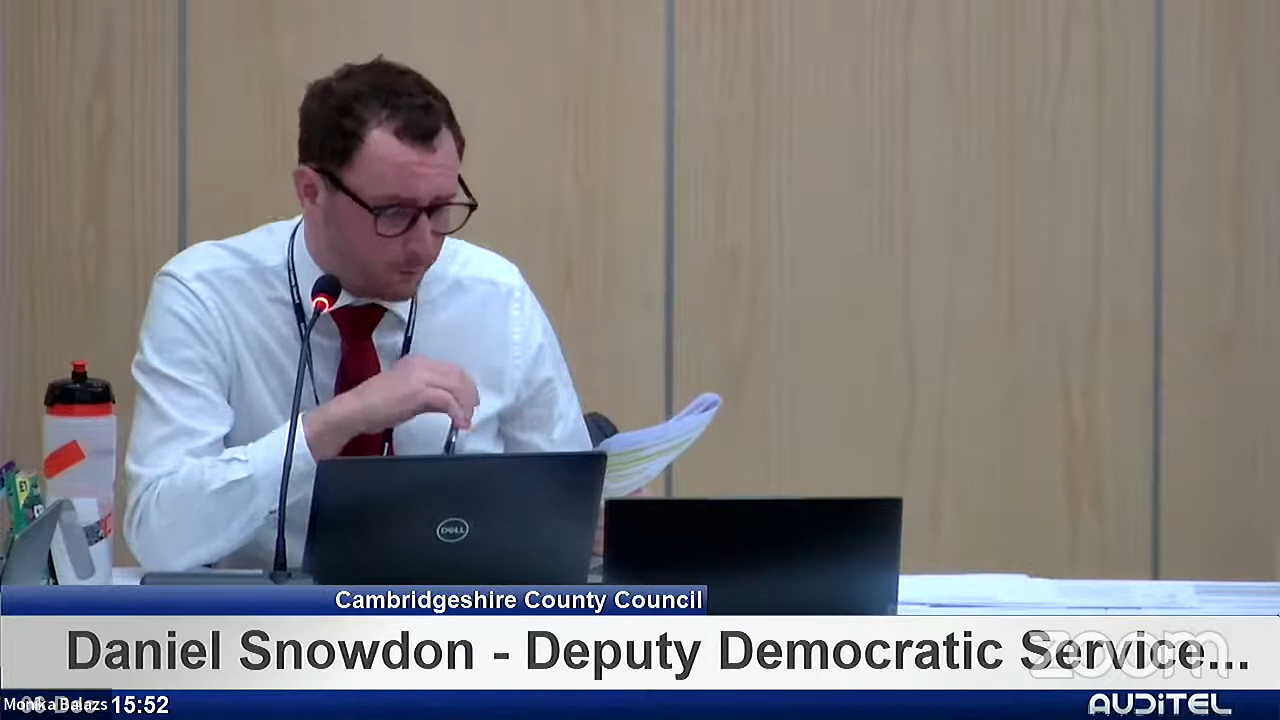 DELL
Cambridgeshire County Council
Daniel Snowdon - Deputy Democratic Service...
zoom
Monika Balazs 15:52
AUDiTEL